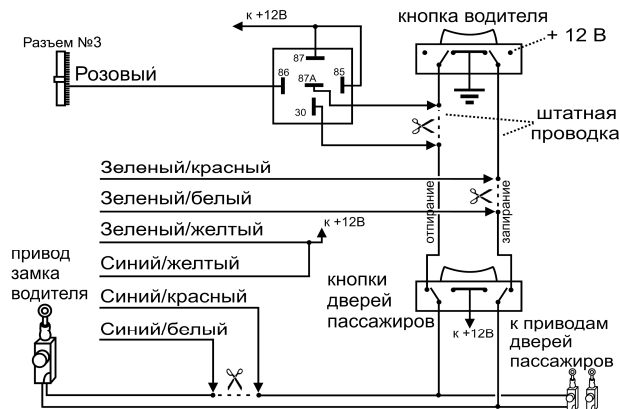 к +12В
кнопка водителя
Разъем №3
+ 12 В
87
86
87А
85
Розовый
30
штатная
проводка
Зеленый/красный
Зеленый/белый
отпирание
запирание
Зеленый/желтый
к +12В
привод
замка
водителя
Синий/желтый
кнопки
дверей
пассажиров
Синий/красный
к +12В
к приводам
дверей
пассажиров
Синий/белый